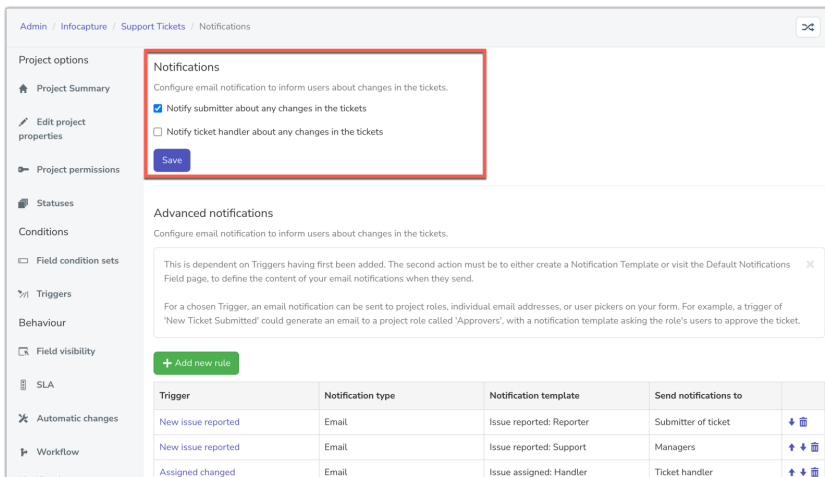 Admin / Infocapture / Support Tickets / Notifications
Project options
Project Summary
Edit project
properties
Project permissions
Statuses
Conditions
Field condition sets
Triggers
Behaviour
Field visibility
SLA
Automatic changes
Workflow
Notifications
Configure email notification to inform users about changes in the tickets.
Notify submitter about any changes in the tickets
Notify ticket handler about any changes in the tickets
Save
Advanced notifications
Configure email notification to inform users about changes in the tickets.
This is dependent on Triggers having first been added. The second action must be to either create a Notification Template or visit the Default Notifications
Field page, to define the content of your email notifications when they send.
For a chosen Trigger, an email notification can be sent to project roles, individual email addresses, or user pickers on your form. For example, a trigger of
'New Ticket Submitted' could generate an email to a project role called 'Approvers', with a notification template asking the role's users to approve the ticket.
Add new rule
Trigger Notification type Notification template Send notifications to
New issue reported Email Issue reported: Reporter Submitter of ticket
New issue reported Email Issue reported: Support Managers
Assigned changed Email Issue assigned: Handler Ticket handler